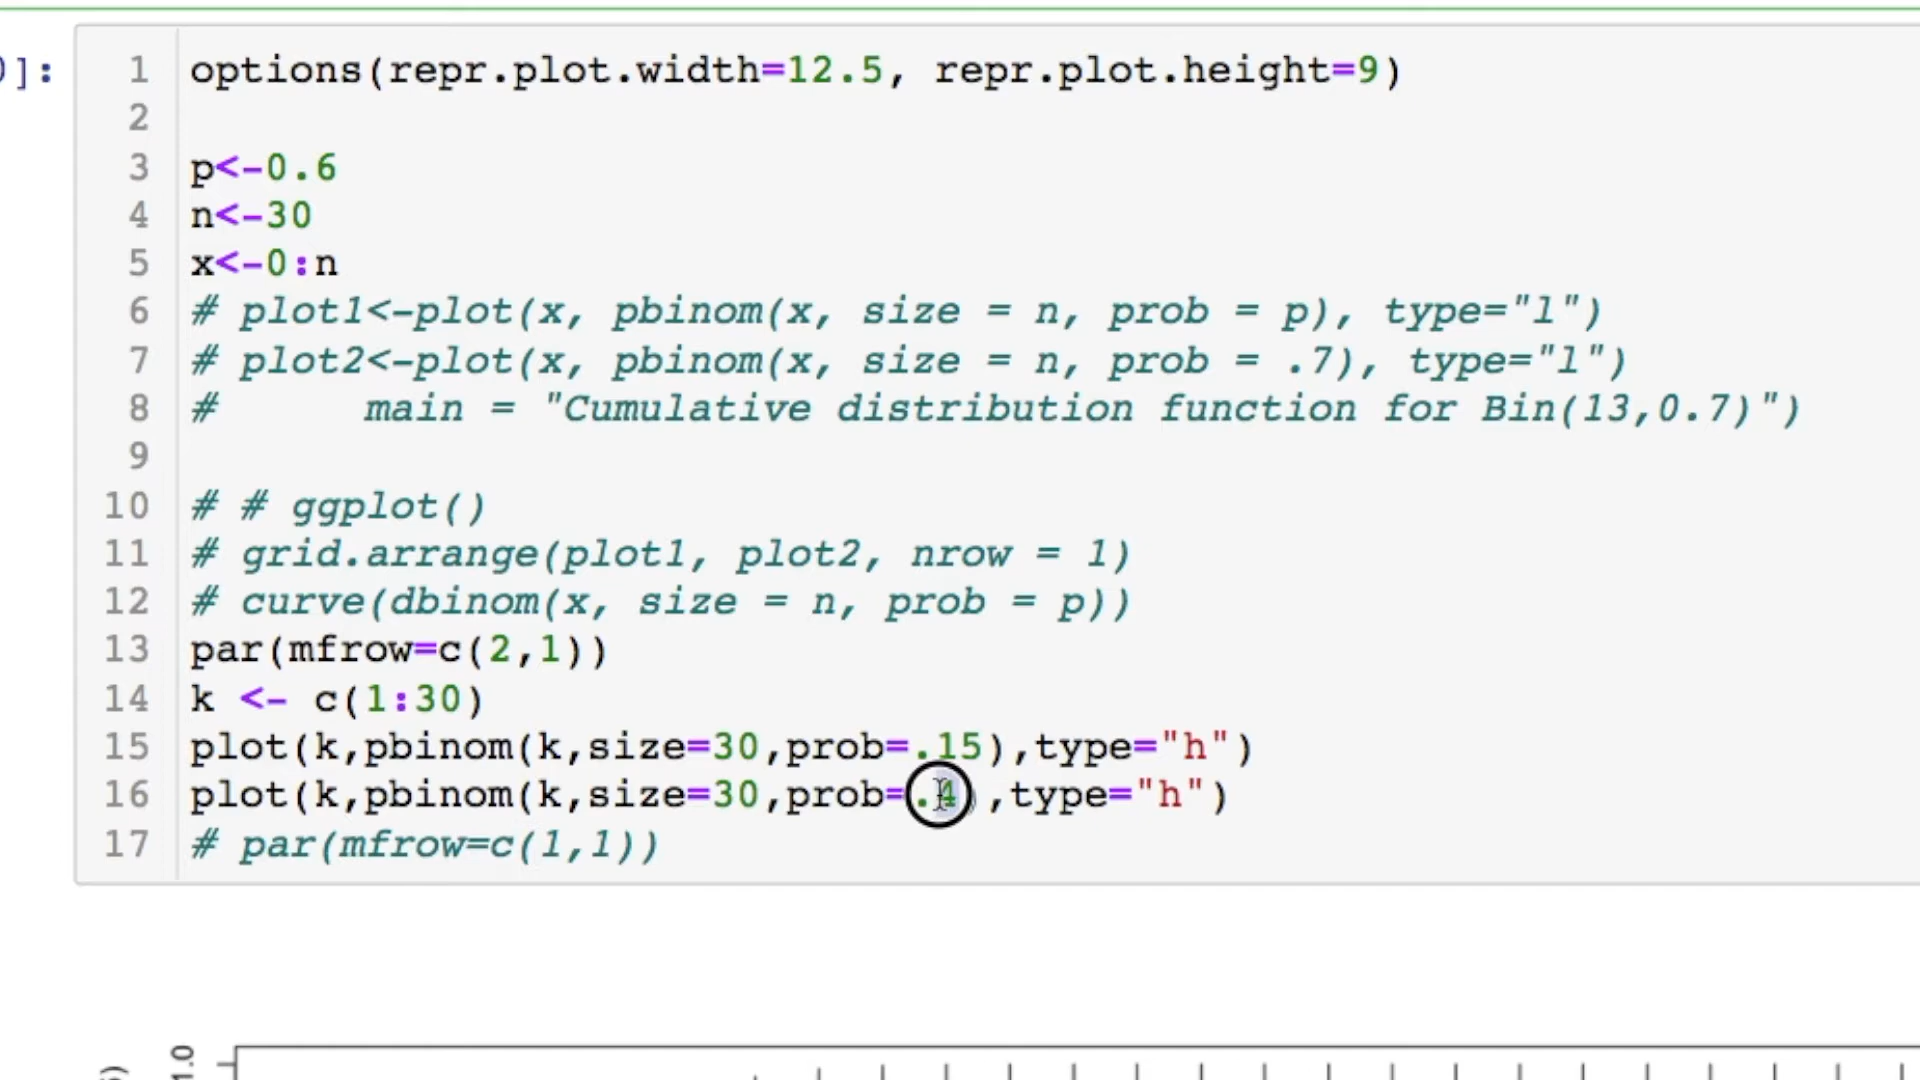 ]:
1 options(repr.plot.width=12.5, repr.plot.height=9)
2
3 p<-0.6
4 n<-30
5 x<-0:n
6 # plot1<-plot(x, pbinom(x, size = n, prob = p), type="l")
7 # plot2<-plot(x, pbinom(x, size = n, prob = .7), type="l")
8 #      main = "Cumulative distribution function for Bin(13,0.7)")
9
10 # # ggplot()
11 # grid.arrange(plot1, plot2, nrow = 1)
12 # curve(dbinom(x, size = n, prob = p))
13 par(mfrow=c(2,1))
14 k <- c(1:30)
15 plot(k,pbinom(k,size=30,prob=.15),type="h")
16 plot(k,pbinom(k,size=30,prob=.4),type="h")
17 # par(mfrow=c(1,1))
1.0